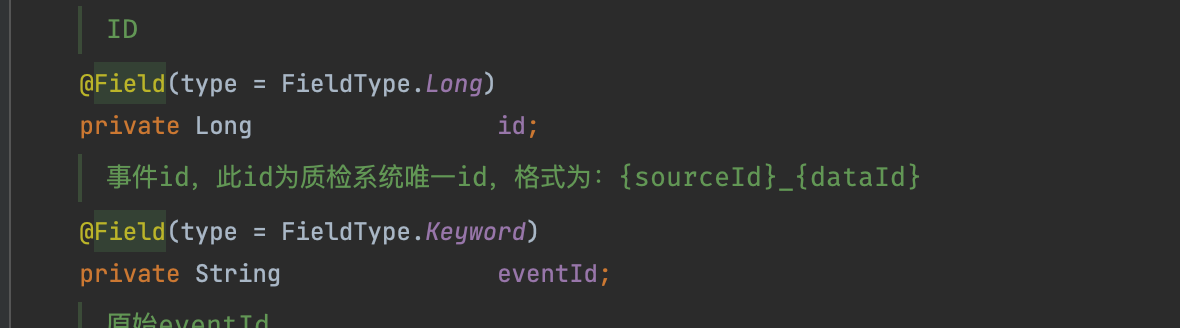 ID
@Field(type = FieldType.Long)
private Long id;
事件id，此id为质检系统唯一id，格式为：{sourceId}_{dataId}
@Field(type = FieldType.Keyword)
private String eventId;
原始eventId